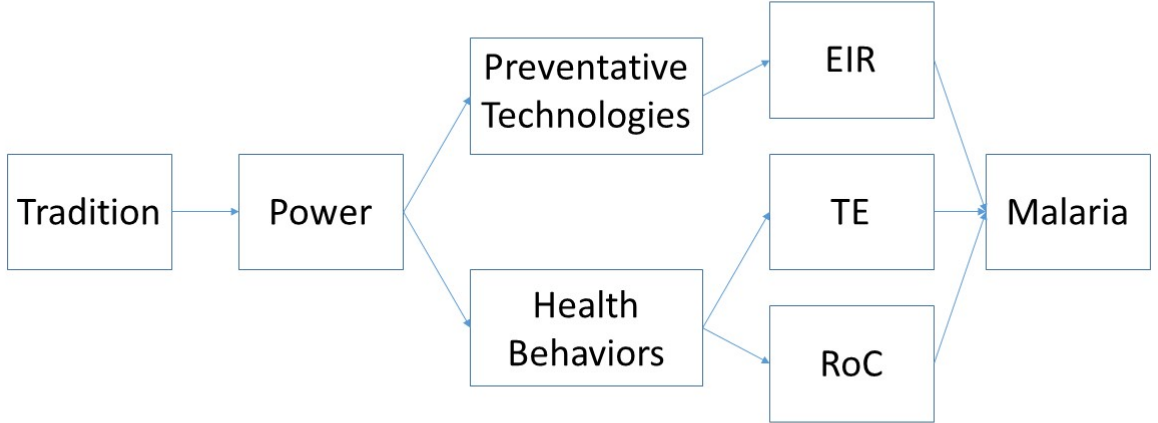 Tradition
Power
Preventative
Technologies
Health
Behaviors
EIR
TE
RoC
Malaria